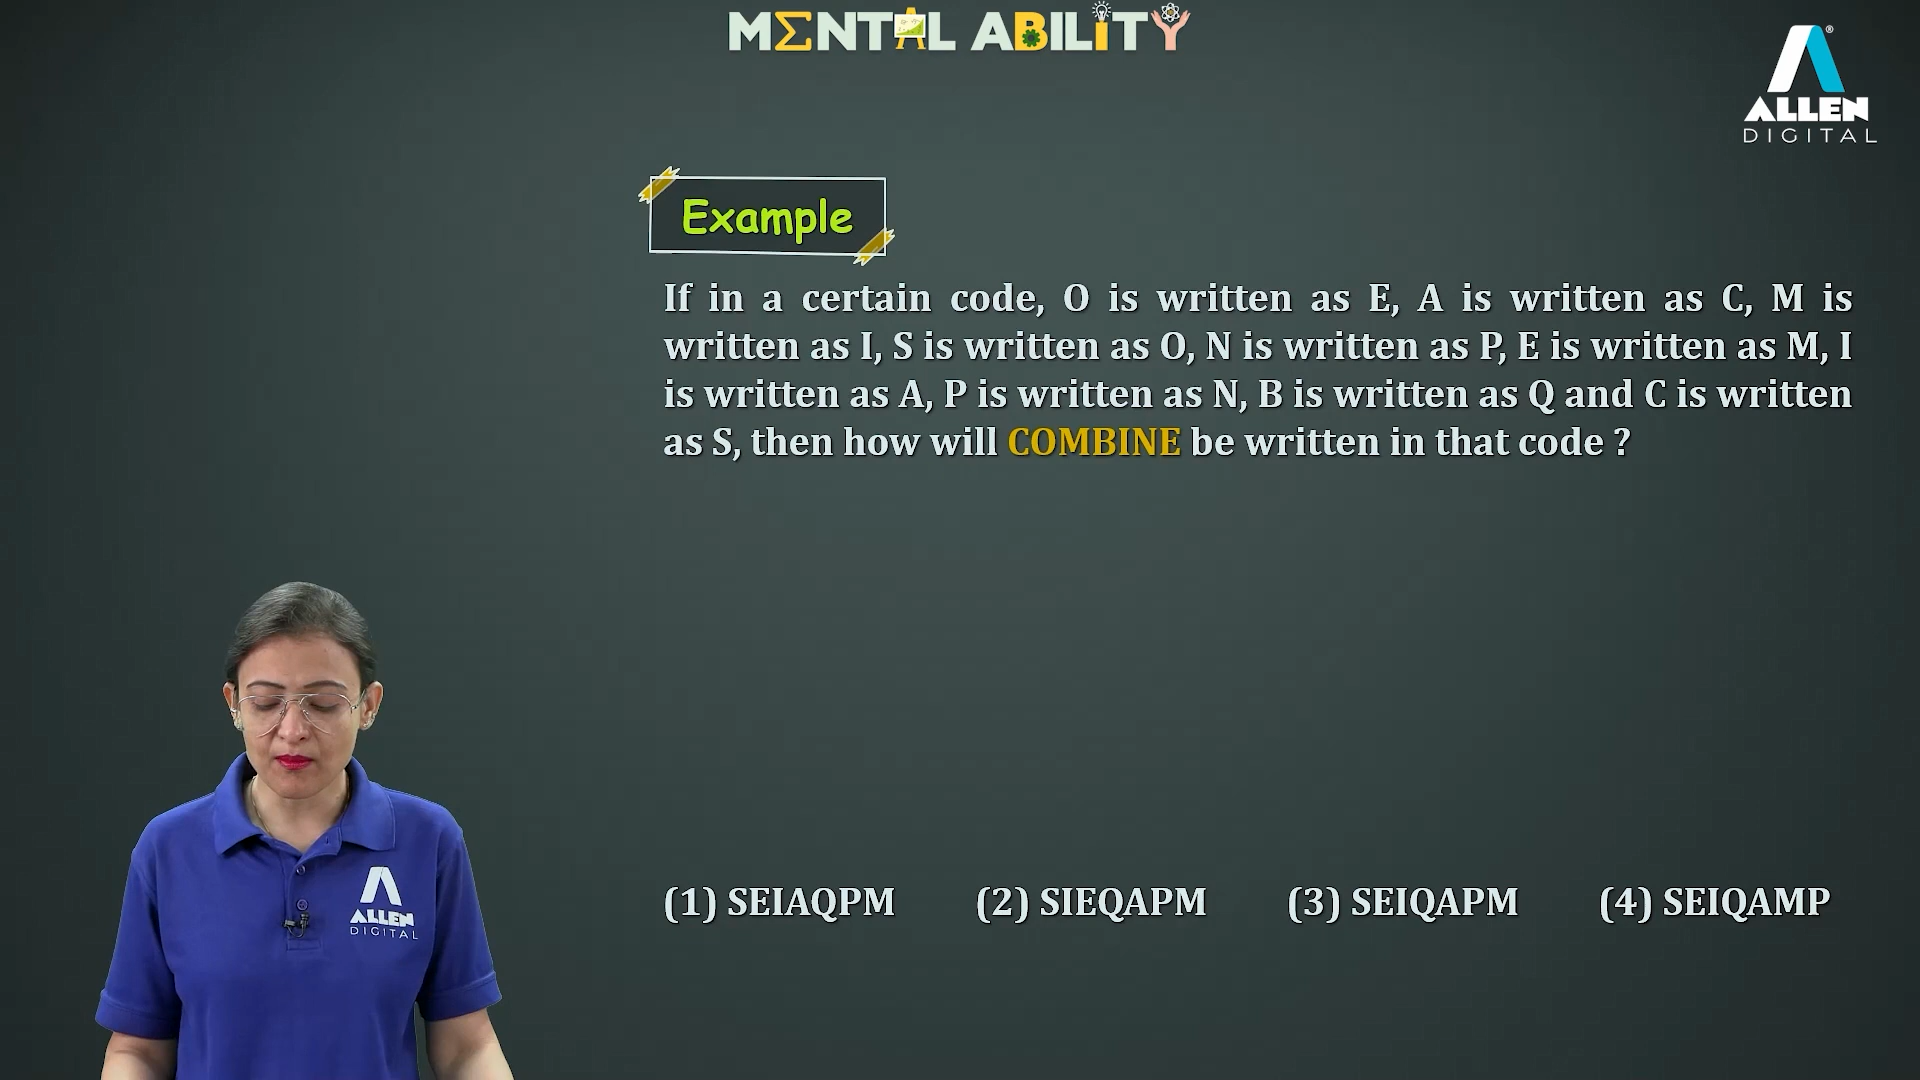 MENTAL ABILITY
ALLEN
DIGITAL
Example
If in a certain code, O is written as E, A is written as C, M is
written as I, S is written as O, N is written as P, E is written as M, I
is written as A, P is written as N, B is written as Q and C is written
as S, then how will COMBINE be written in that code ?
ALLEN
DIGITAL
(1) SEIAQPM (2) SIEQAPM (3) SEIQAPM (4) SEIQAMP